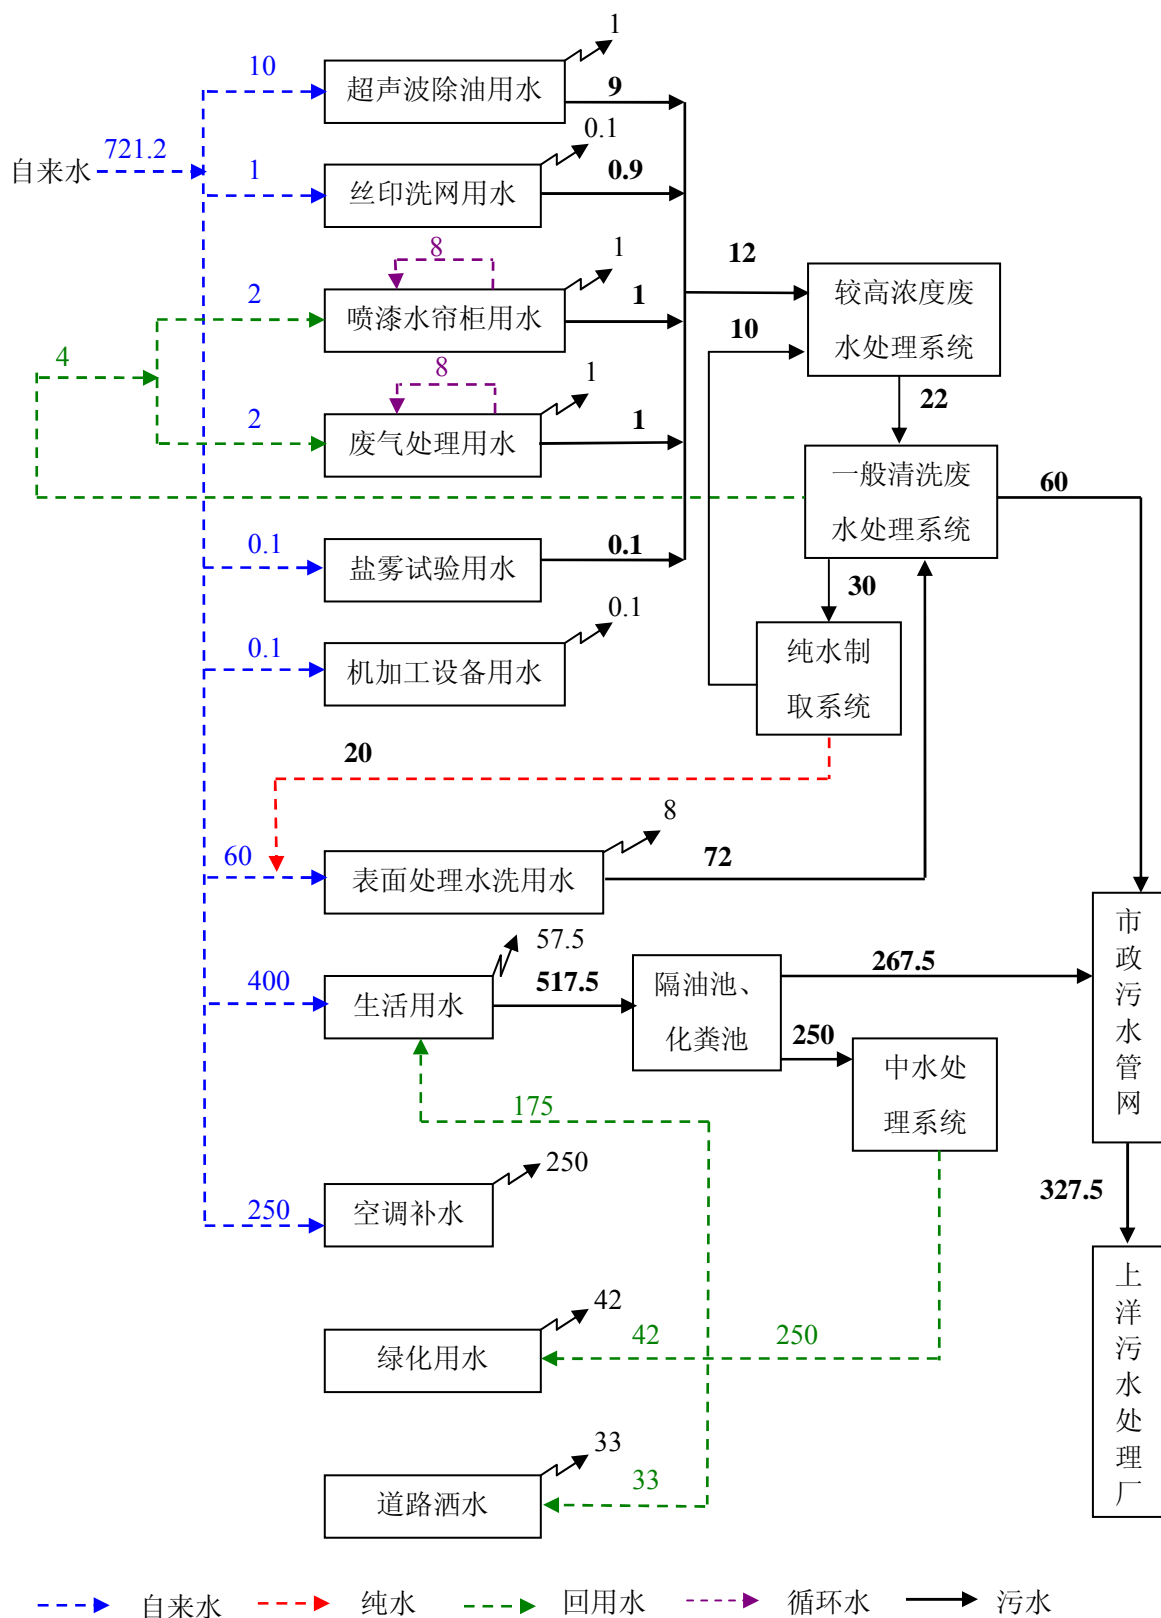 1
10
超声波除油用水
9
自来水
721.2
0.1
1
丝印洗网用水
0.9
8
1
2
喷漆水帘柜用水
1
12
较高浓度废
水处理系统
10
4
8
1
22
2
废气处理用水
1
一般清洗废
水处理系统
60
0.1
盐雾试验用水
0.1
30
0.1
0.1
机加工设备用水
纯水制
取系统
20
8
60
表面处理水洗用水
72
57.5
400
生活用水
517.5
隔油池、
化粪池
267.5
250
中水处
理系统
市
政
污
水
管
网
175
250
250
空调补水
327.5
42
绿化用水
42
250
上
洋
污
水
处
理
厂
33
道路洒水
33
自来水
纯水
回用水
循环水
污水